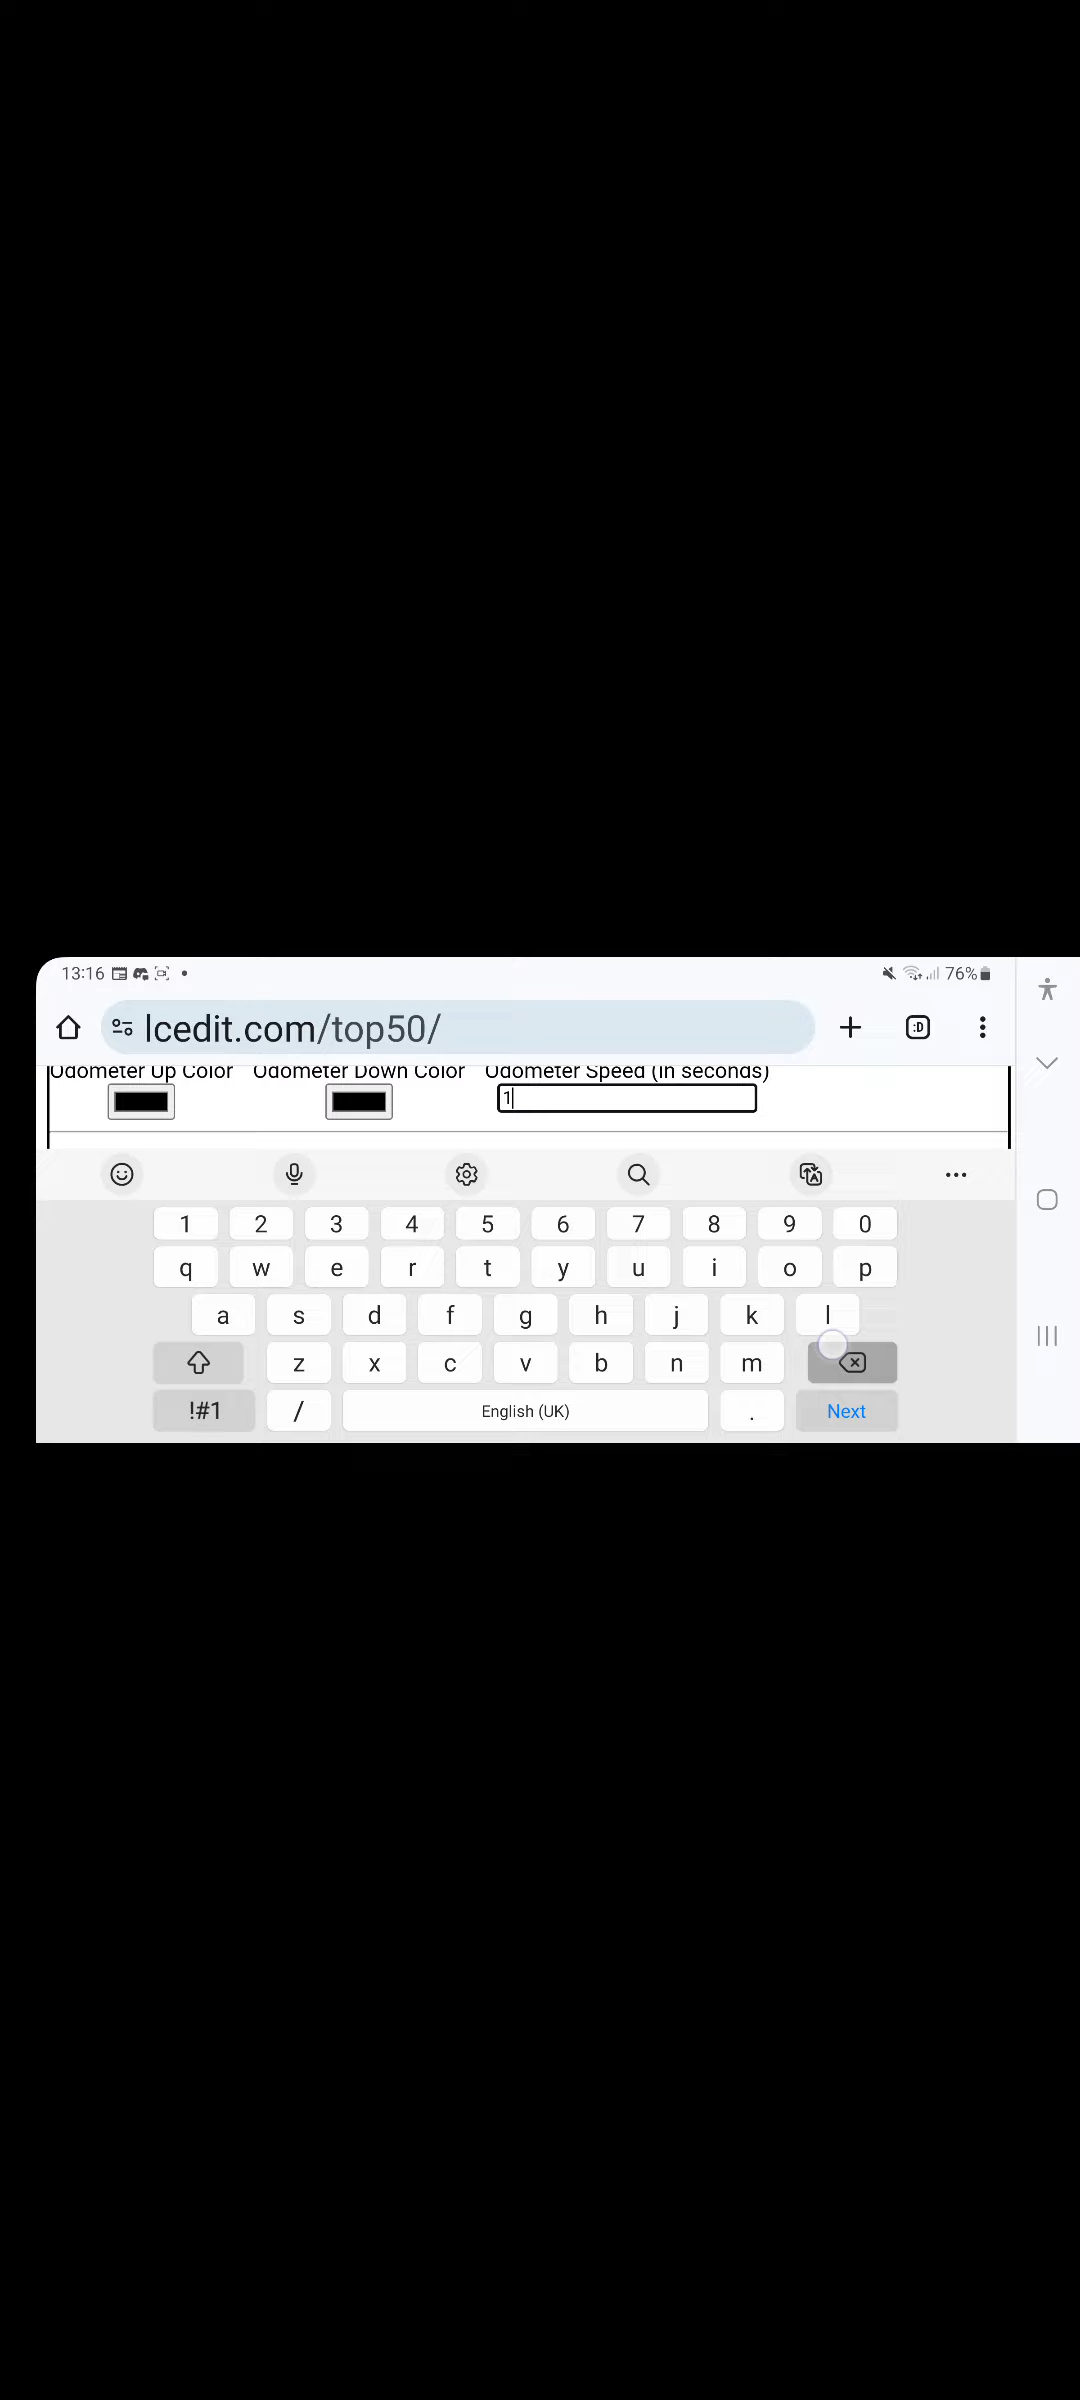 13:16
76%
lcedit.com/top50/
:D
Odometer Up Color Odometer Down Color Odometer Speed (in seconds)
1
1 2 3 4 5 6 7 8 9 0
q w e r t y u i o p
a s d f g h j k l
z x c v b n m
!#1 / English (UK) . Next